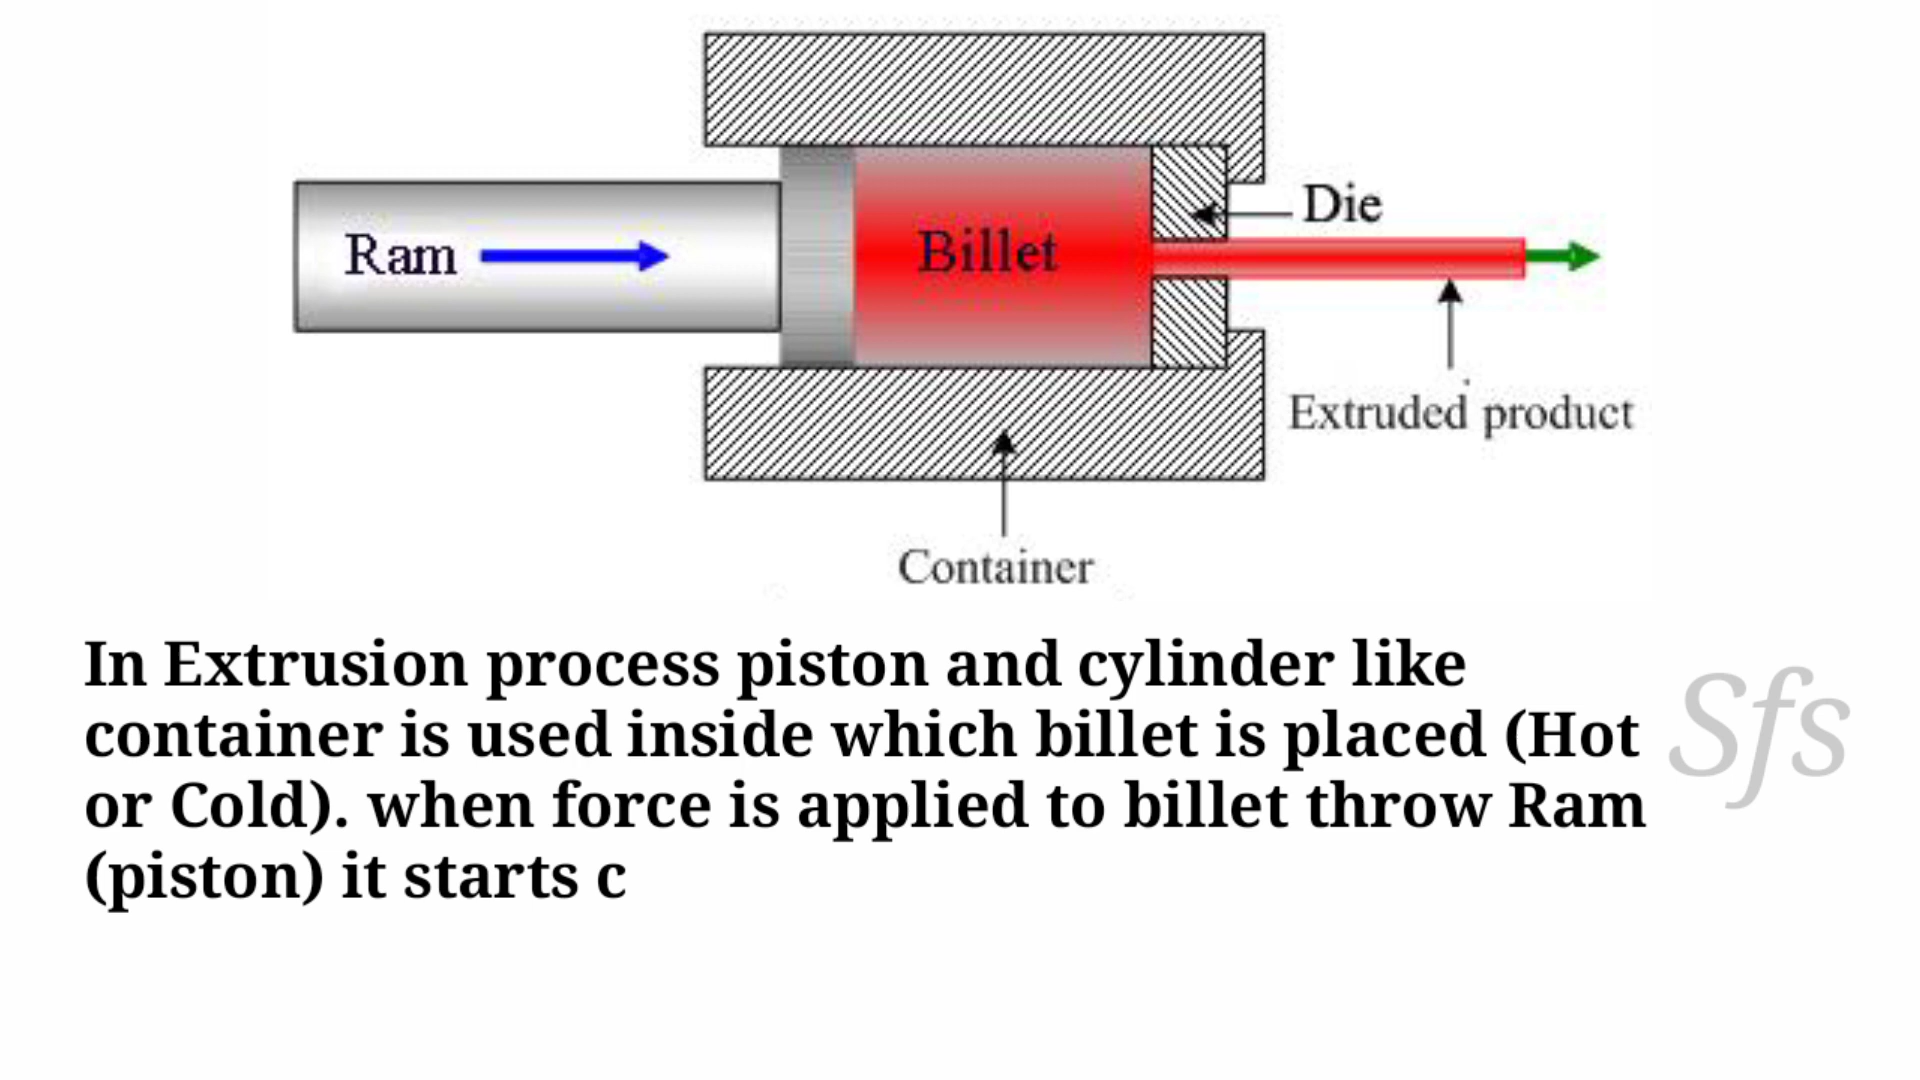 Ram
Billet
Die
Extruded product
Container
In Extrusion process piston and cylinder like
container is used inside which billet is placed (Hot
or Cold). when force is applied to billet throw Ram
(piston) it starts c
Sfs